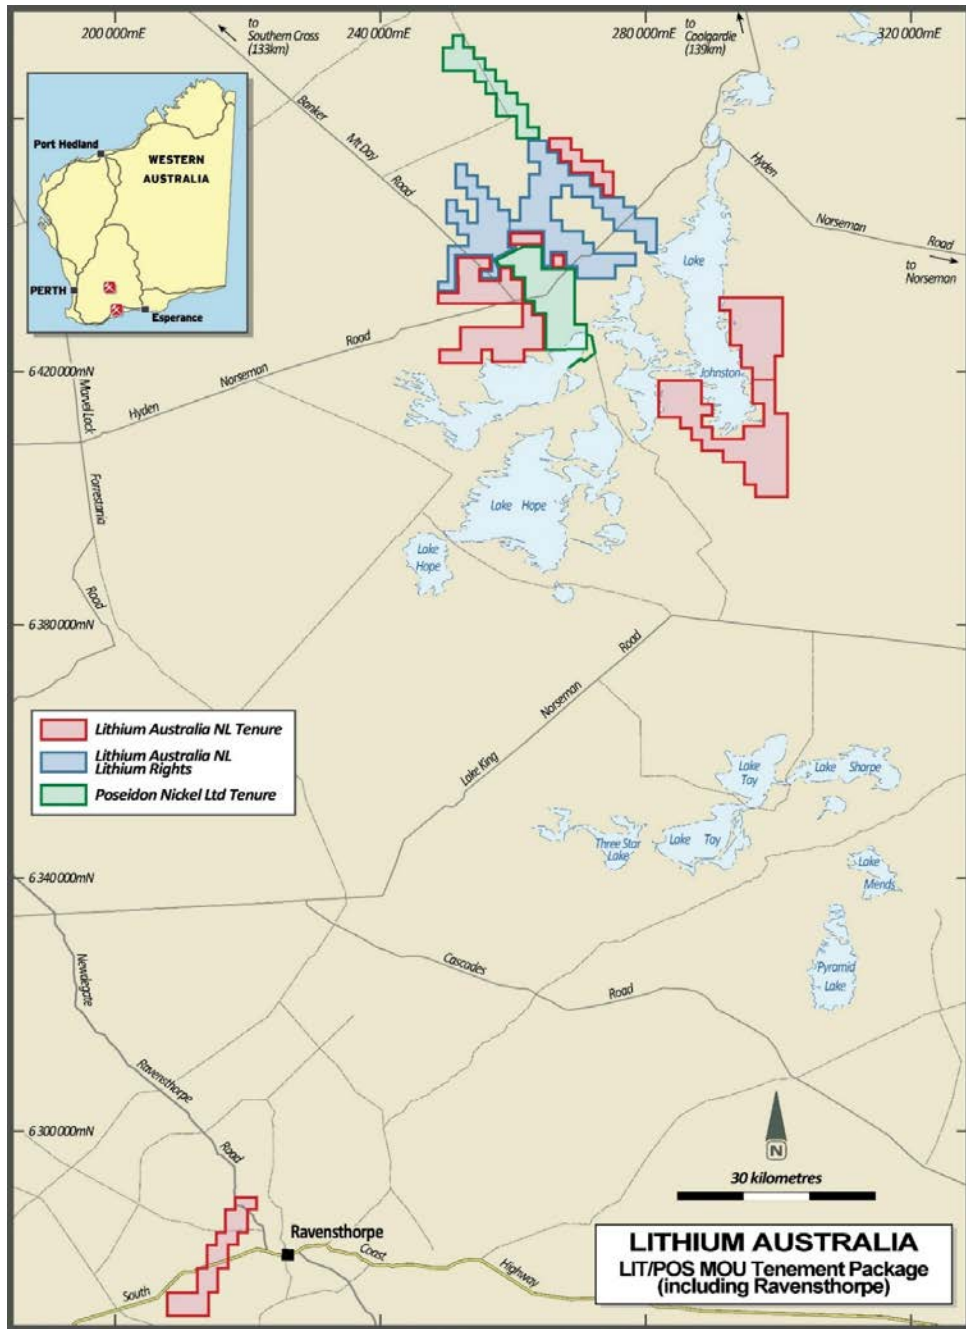 200 000mE
to
Southern Cross
(133km)
240 000mE
280 000mE
to
Coolgardie
(139km)
320 000mE
Port Hedland
WESTERN
AUSTRALIA
PERTH
Esperance
Banker
Mt Day
Road
Hyden
Norseman
Road
to
Norseman
Lake
Johnston
6 420 000mN
Hyden
Norseman
Road
Marvel Lock
Forrestania
Road
Lake Hope
Lake
Hope
6 380 000mN
Lake King
Norseman
Road
Lithium Australia NL Tenure
Lithium Australia NL
Lithium Rights
Poseidon Nickel Ltd Tenure
Lake
Tay
Lake Sharpe
Three Star
Lake
Lake Tay
Lake
Mends
6 340 000mN
Pyramid
Lake
Cascades
Road
Newdegate
Ravensthorpe
Road
6 300 000mN
N
30 kilometres
Ravensthorpe
South
Coast
Highway
LITHIUM AUSTRALIA
LIT/POS MOU Tenement Package
(including Ravensthorpe)